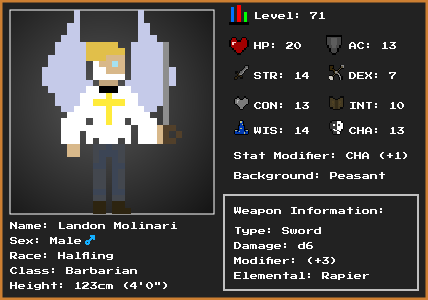 Level: 71
HP: 20 AC: 13
STR: 14 DEX: 7
CON: 13 INT: 10
WIS: 14 CHA: 13
Stat Modifier: CHA (+1)
Background: Peasant
Name: Landon Molinari
Sex: Male ♂
Race: Halfling
Class: Barbarian
Height: 123cm (4'0")
Weapon Information:
Type: Sword
Damage: d6
Modifier: (+3)
Elemental: Rapier